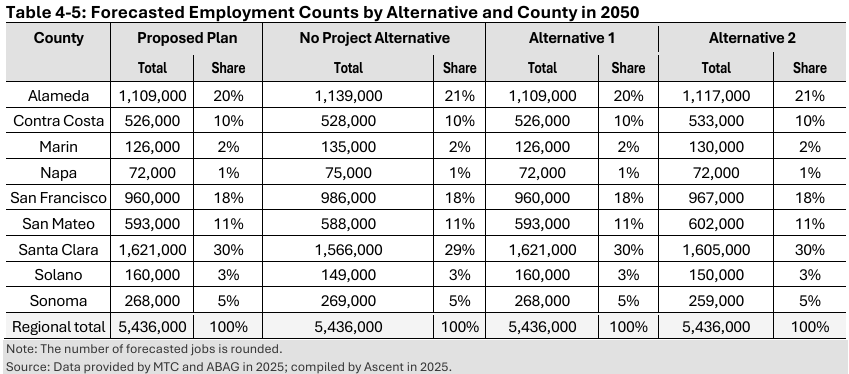 Table 4-5: Forecasted Employment Counts by Alternative and County in 2050
County Proposed Plan No Project Alternative Alternative 1 Alternative 2
Total Share Total Share Total Share Total Share
Alameda 1,109,000 20% 1,139,000 21% 1,109,000 20% 1,117,000 21%
Contra Costa 526,000 10% 528,000 10% 526,000 10% 533,000 10%
Marin 126,000 2% 135,000 2% 126,000 2% 130,000 2%
Napa 72,000 1% 75,000 1% 72,000 1% 72,000 1%
San Francisco 960,000 18% 986,000 18% 960,000 18% 967,000 18%
San Mateo 593,000 11% 588,000 11% 593,000 11% 602,000 11%
Santa Clara 1,621,000 30% 1,566,000 29% 1,621,000 30% 1,605,000 30%
Solano 160,000 3% 149,000 3% 160,000 3% 150,000 3%
Sonoma 268,000 5% 269,000 5% 268,000 5% 259,000 5%
Regional total 5,436,000 100% 5,436,000 100% 5,436,000 100% 5,436,000 100%
Note: The number of forecasted jobs is rounded.
Source: Data provided by MTC and ABAG in 2025; compiled by Ascent in 2025.